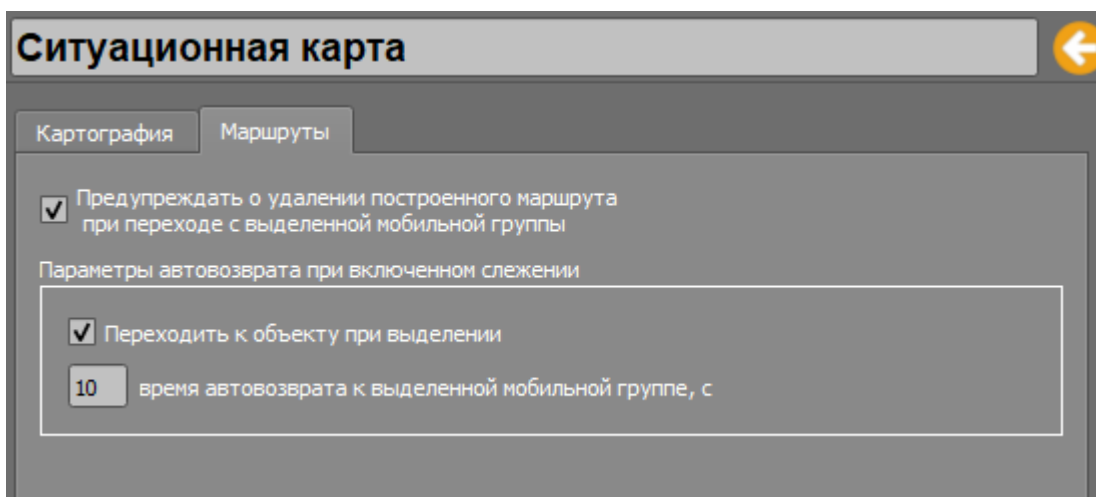 Ситуационная карта
Картография
Маршруты
Предупреждать о удалении построенного маршрута
при переходе с выделенной мобильной группы
Параметры автовозврата при включенном слежении
Переходить к объекту при выделении
10 время автовозврата к выделенной мобильной группе, с